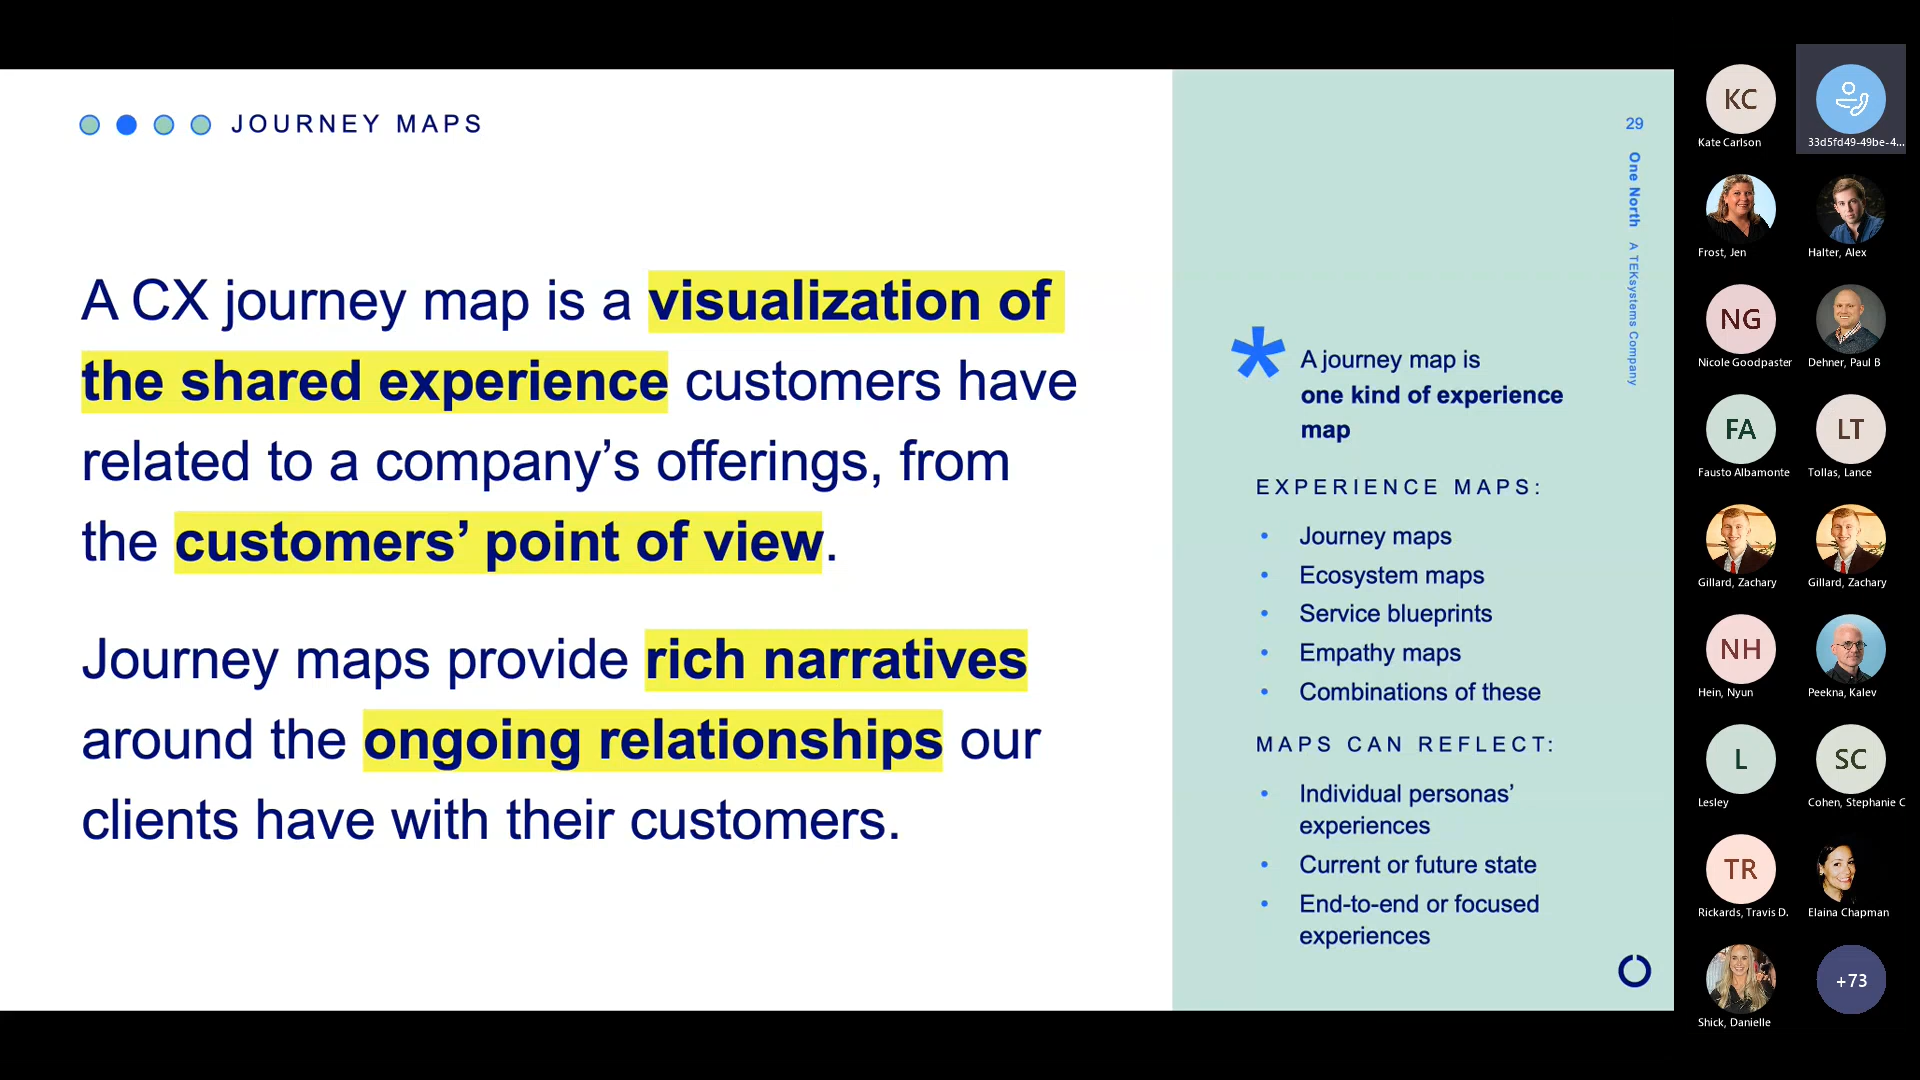 JOURNEY MAPS
A CX journey map is a visualization of
the shared experience customers have
related to a company’s offerings, from
the customers’ point of view.
Journey maps provide rich narratives
around the ongoing relationships our
clients have with their customers.
29
One North A TEKsystems Company
* A journey map is
one kind of experience
map
EXPERIENCE MAPS:
• Journey maps
• Ecosystem maps
• Service blueprints
• Empathy maps
• Combinations of these
MAPS CAN REFLECT:
• Individual personas’
experiences
• Current or future state
• End-to-end or focused
experiences
KC
Kate Carlson
33d5fd49-49be-4...
Frost, Jen
Halter, Alex
NG
Nicole Goodpaster
Dehner, Paul B
FA
Fausto Albamonte
LT
Tollas, Lance
Gillard, Zachary
Gillard, Zachary
NH
Hein, Nyun
Peekna, Kalev
L
Lesley
SC
Cohen, Stephanie C
TR
Rickards, Travis D.
Elaina Chapman
Shick, Danielle
+73